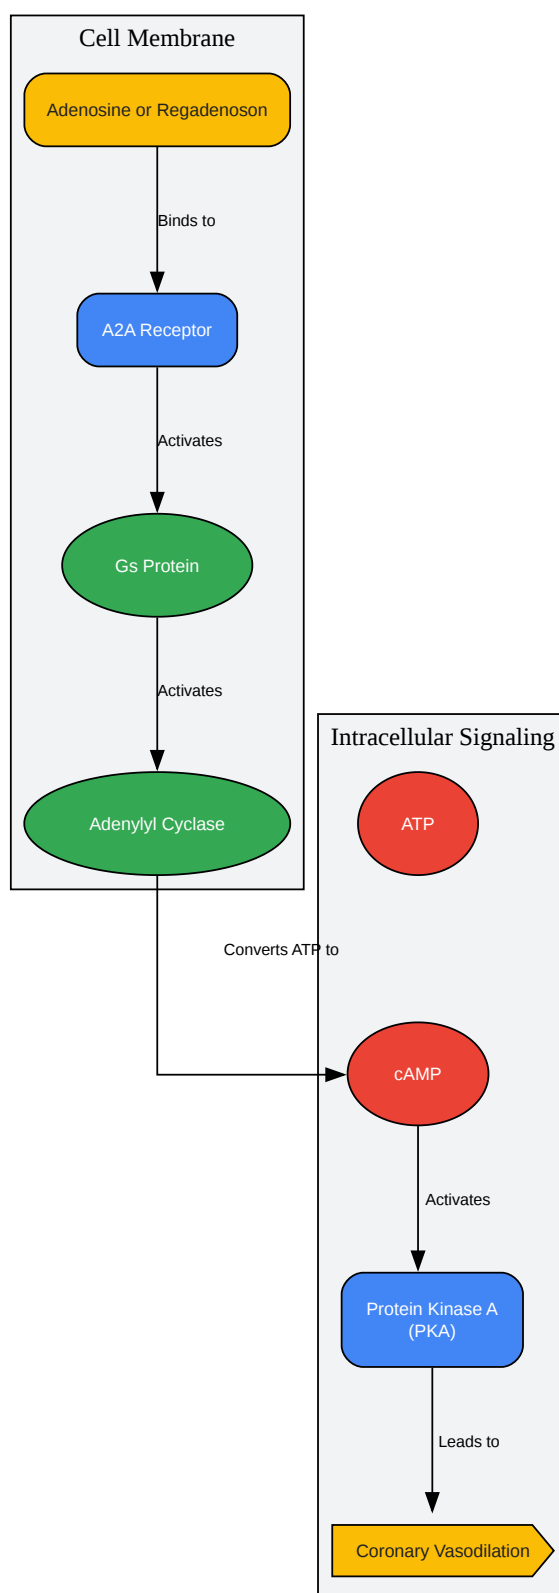 Cell Membrane
Adenosine or Regadenoson
Binds to
A2A Receptor
Activates
Gs Protein
Activates
Adenylyl Cyclase
Intracellular Signaling
ATP
Converts ATP to
cAMP
Activates
Protein Kinase A
(PKA)
Leads to
Coronary Vasodilation